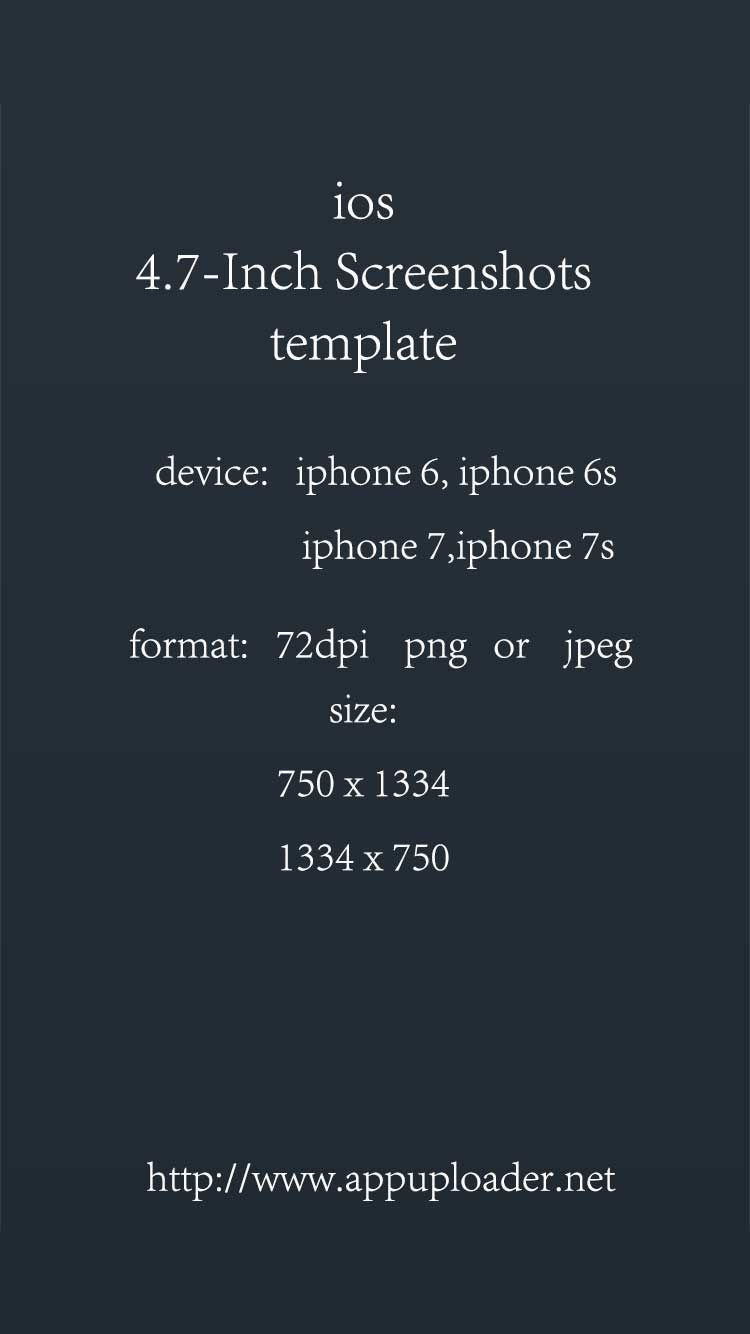 ios
4.7-Inch Screenshots
template
device: iphone 6, iphone 6s
iphone 7,iphone 7s
format: 72dpi png or jpeg
size:
750 x 1334
1334 x 750
http://www.appuploader.net